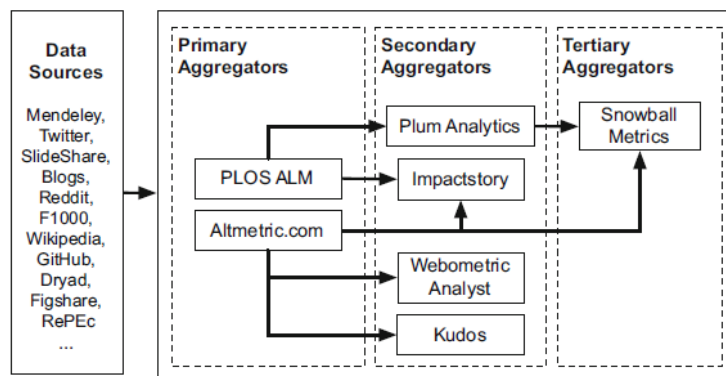 Data
Sources
Mendeley,
Twitter,
SlideShare,
Blogs,
Reddit,
F1000,
Wikipedia,
GitHub,
Dryad,
Figshare,
RePEc
...
Primary
Aggregators
PLOS ALM
Altmetric.com
Secondary
Aggregators
Plum Analytics
Impactstory
Webometric
Analyst
Kudos
Tertiary
Aggregators
Snowball
Metrics